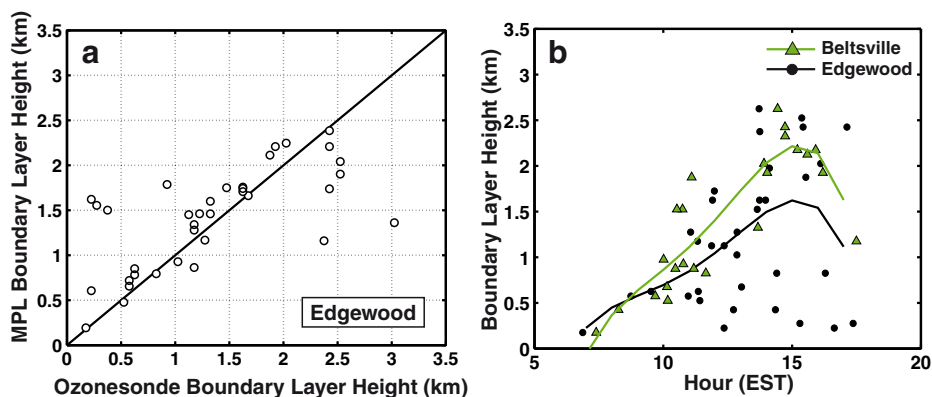 a
MPL Boundary Layer Height (km)
3.5
3
2.5
2
1.5
1
0.5
0
0 0.5 1 1.5 2 2.5 3 3.5
Edgewood
Ozonesonde Boundary Layer Height (km)
b
Boundary Layer Height (km)
3.5
3
2.5
2
1.5
1
0.5
0
Beltsville
Edgewood
5 10 15 20
Hour (EST)